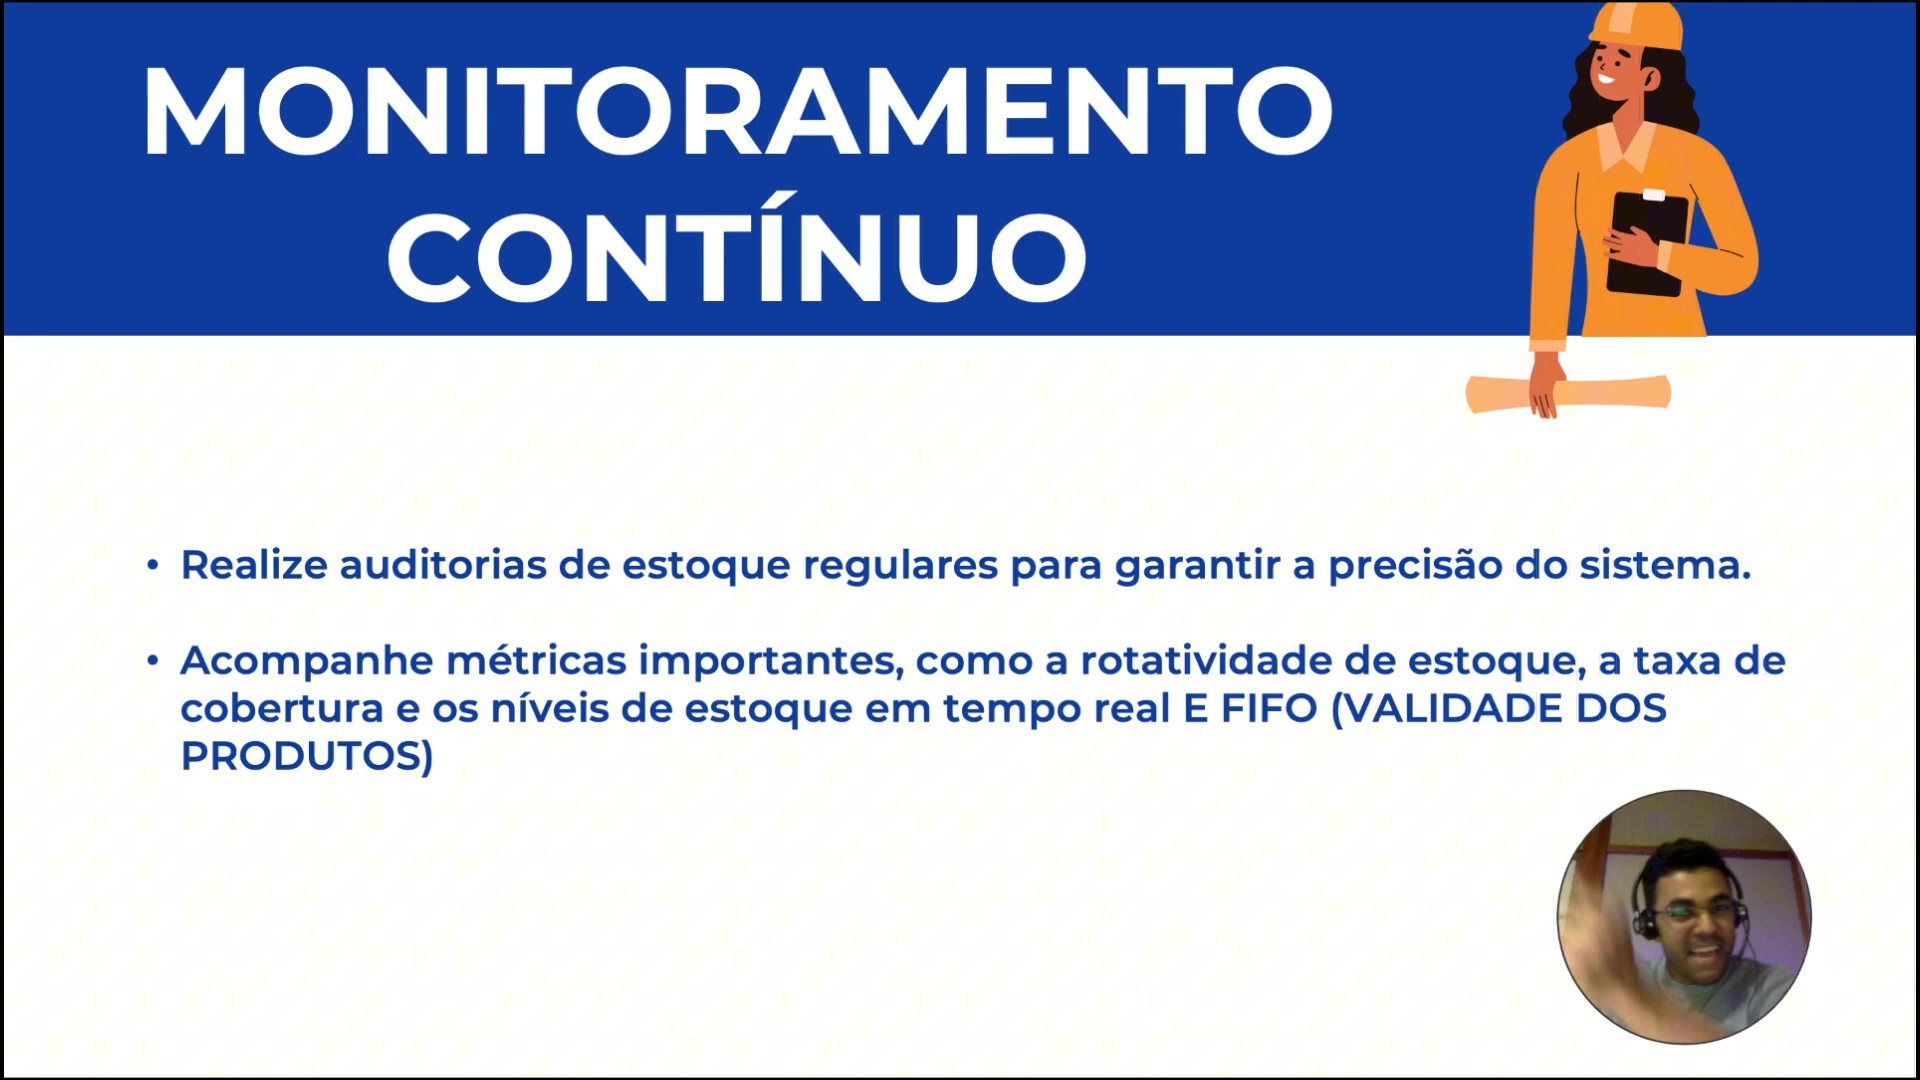 MONITORAMENTO
CONTÍNUO
• Realize auditorias de estoque regulares para garantir a precisão do sistema.
• Acompanhe métricas importantes, como a rotatividade de estoque, a taxa de
cobertura e os níveis de estoque em tempo real E FIFO (VALIDADE DOS
PRODUTOS)